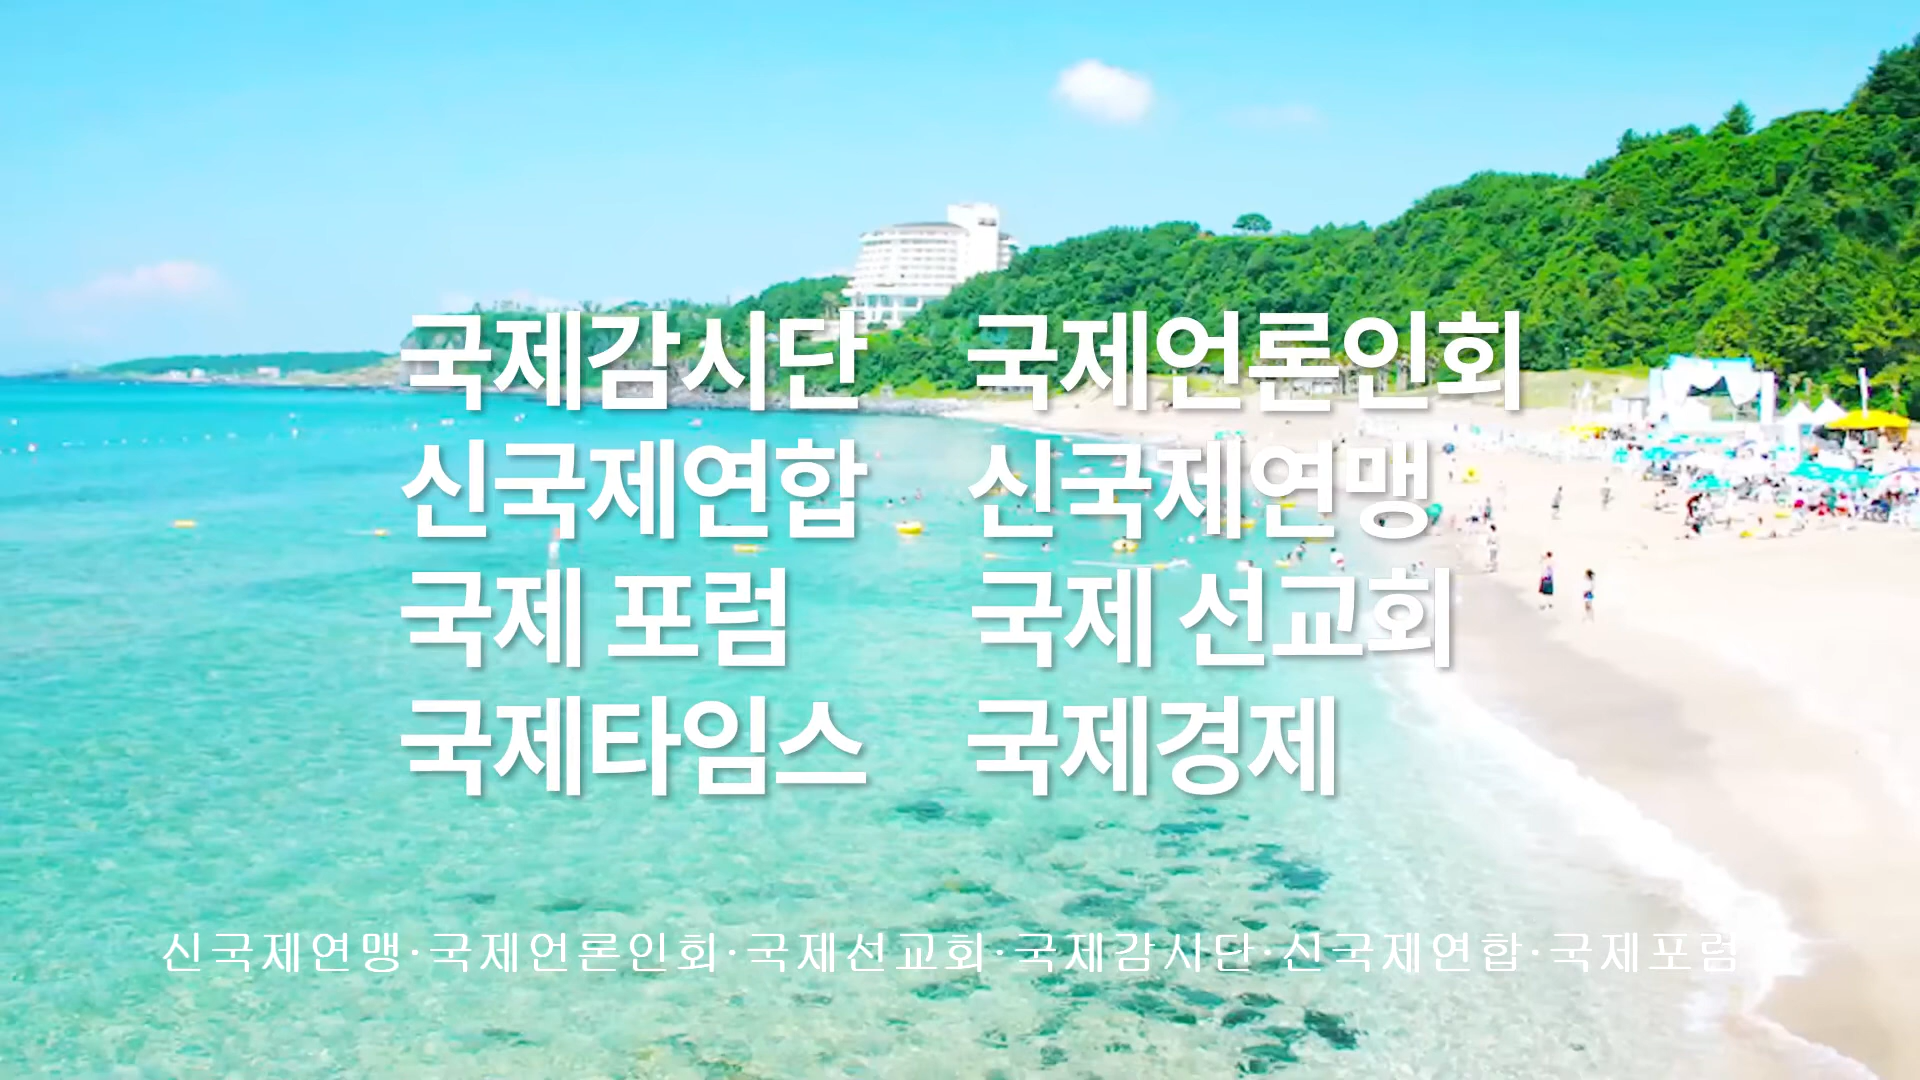 국제감시단 국제언론인회
신국제연합 신국제연맹
국제 포럼 국제 선교회
국제타임스 국제경제
신국제연맹·국제언론인회·국제선교회·국제감시단·신국제연합·국제포럼